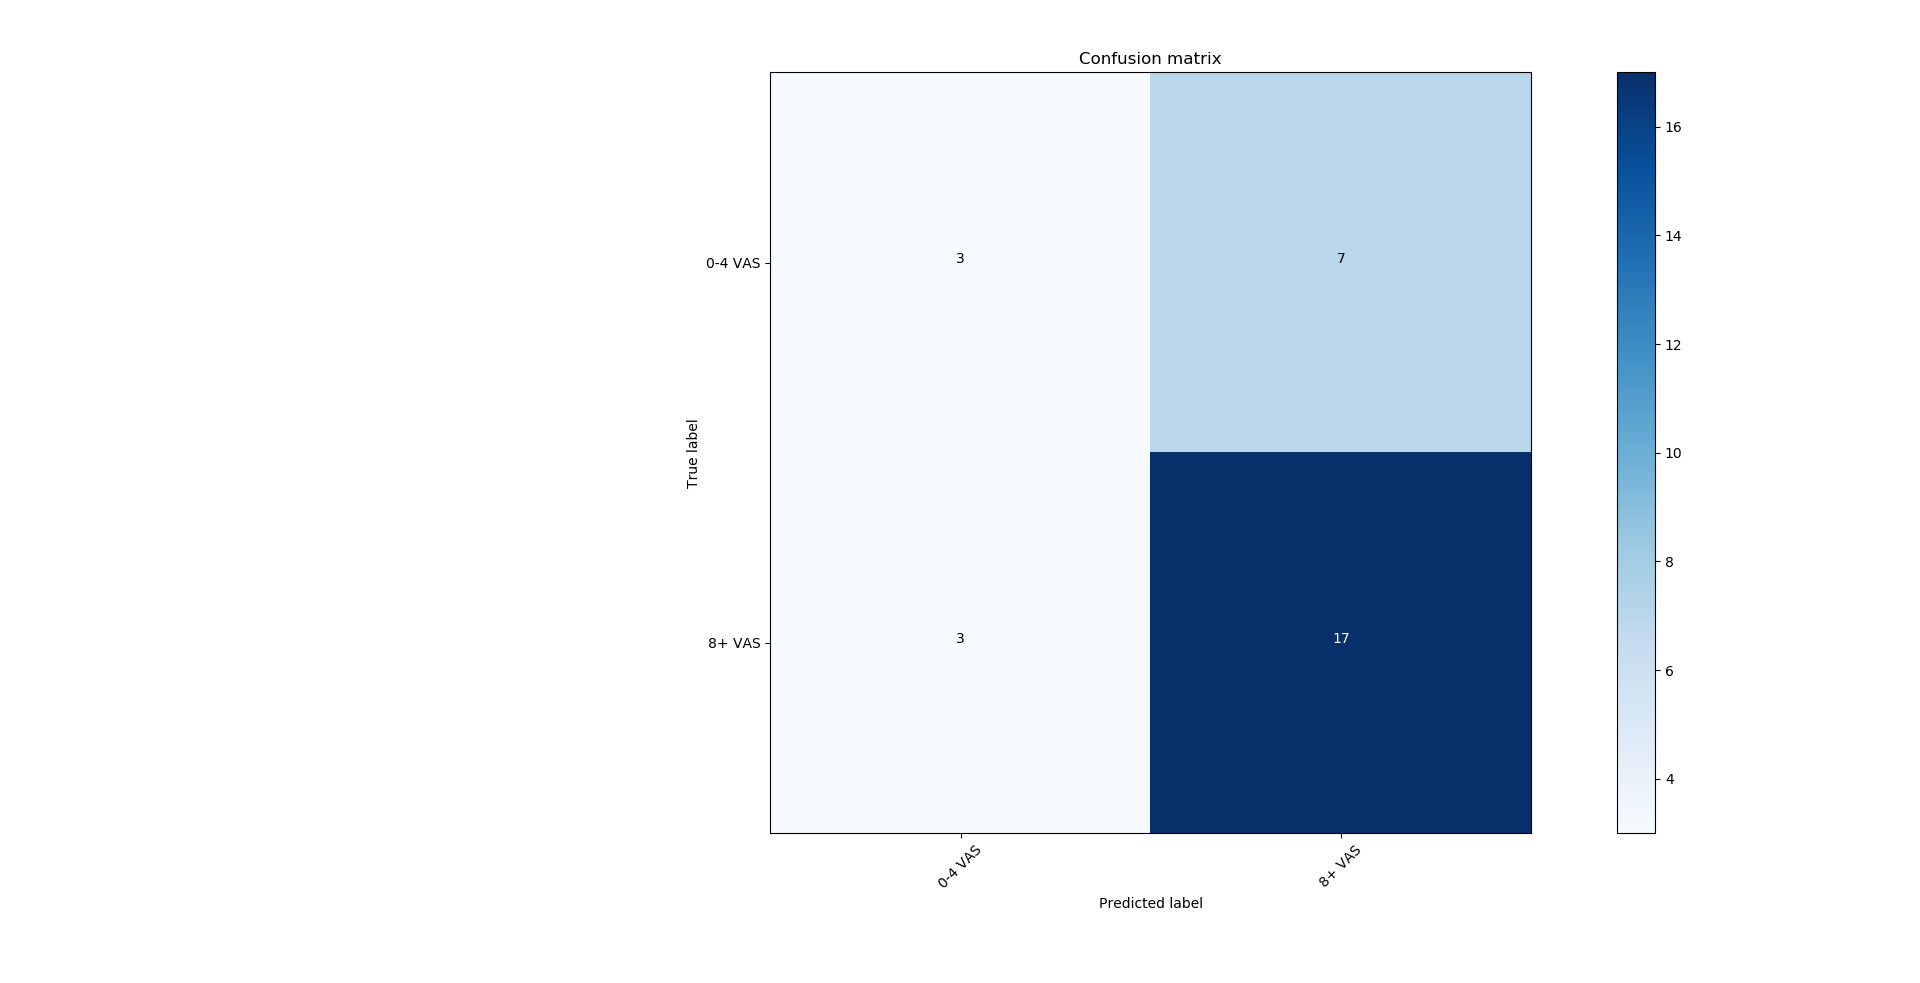 Confusion matrix
0-4 VAS
3
7
8+ VAS
3
17
True label
0-4 VAS
8+ VAS
Predicted label
16
14
12
10
8
6
4